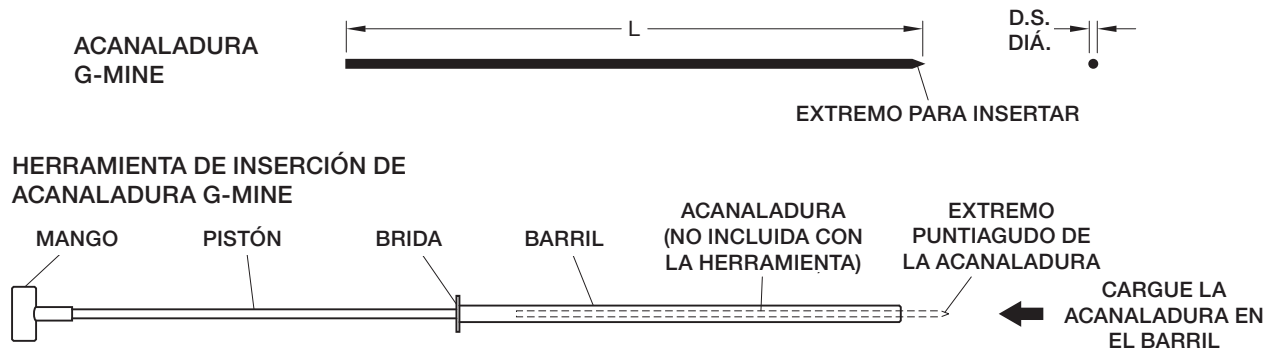 ACANALADURA
G-MINE
L
D.S.
DIÁ.
EXTREMO PARA INSERTAR
HERRAMIENTA DE INSERCIÓN DE
ACANALADURA G-MINE
MANGO
PISTÓN
BRIDA
BARRIL
ACANALADURA
(NO INCLUIDA CON
LA HERRAMIENTA)
EXTREMO
PUNTIAGUDO DE
LA ACANALADURA
CARGUE LA
ACANALADURA EN
EL BARRIL